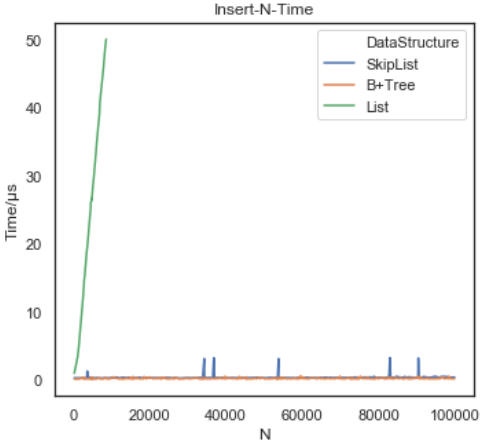 Insert-N-Time
DataStructure
SkipList
B+Tree
List
Time/μs
50
40
30
20
10
0
0 20000 40000 60000 80000 100000
N